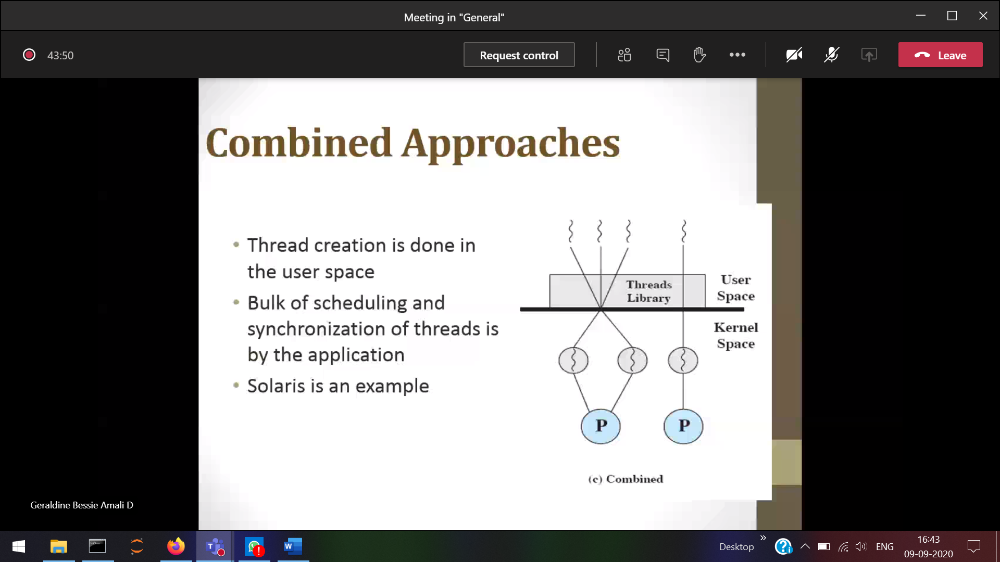 Meeting in "General"
43:50
Request control
Leave
Combined Approaches
• Thread creation is done in
the user space
• Bulk of scheduling and
synchronization of threads is
by the application
• Solaris is an example
Threads
Library
User
Space
Kernel
Space
P
P
(c) Combined
Geraldine Bessie Amali D
Desktop
ENG
16:43
09-09-2020